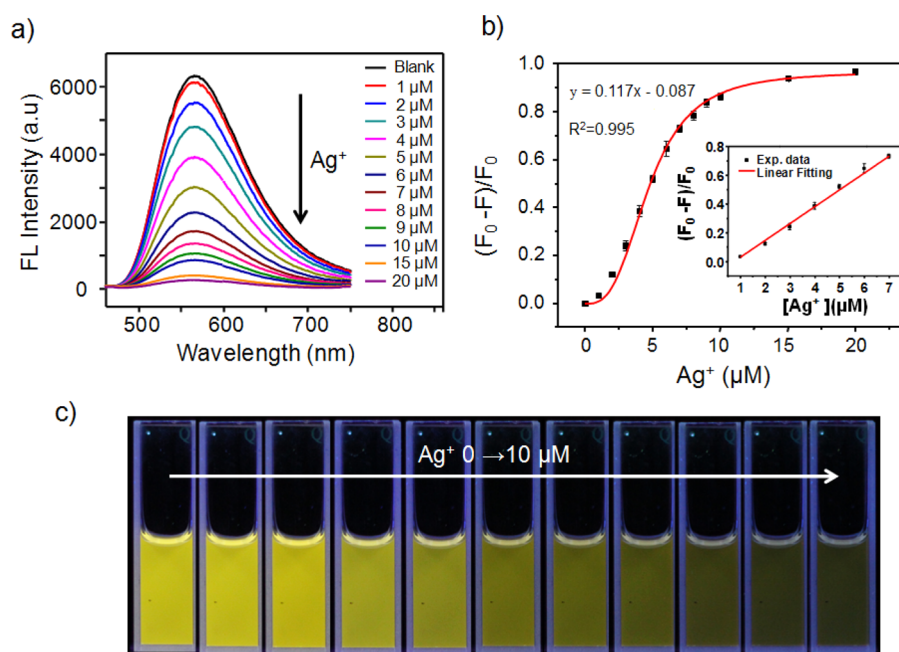 a)
FL Intensity (a.u)
6000
4000
2000
0
500
600
700
800
Wavelength (nm)
Ag⁺
Blank
1 µM
2 µM
3 µM
4 µM
5 µM
6 µM
7 µM
8 µM
9 µM
10 µM
15 µM
20 µM
b)
(F₀ -F)/F₀
1.0
0.8
0.6
0.4
0.2
0.0
0
5
10
15
20
Ag⁺ (µM)
y = 0.117x - 0.087
R²=0.995
(F₀ -F)/F₀
0.8
0.6
0.4
0.2
0.0
Exp. data
Linear Fitting
1 2 3 4 5 6 7
[Ag⁺ ](µM)
c)
Ag⁺ 0 →10 µM